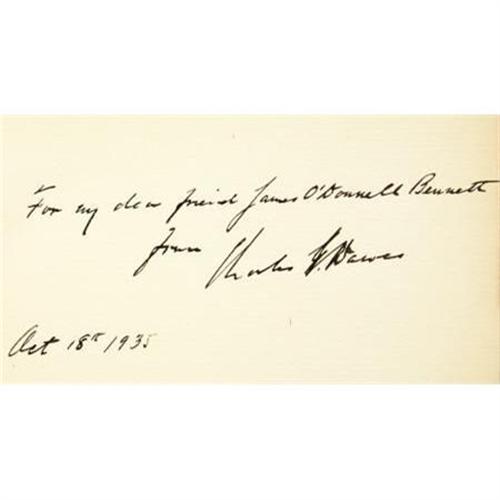 For my dear friend James O'Donnell Bennett
from Charles G. Dawes
Oct 18th 1935